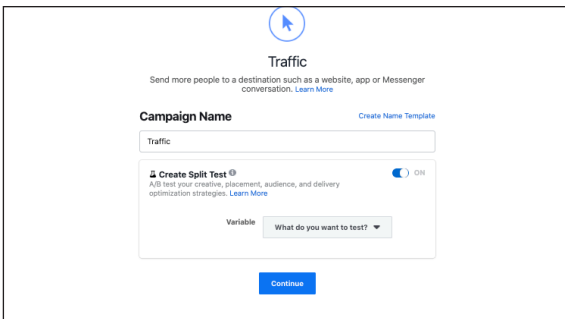 Traffic
Send more people to a destination such as a website, app or Messenger
conversation. Learn More
Campaign Name
Create Name Template
Traffic
Create Split Test
ON
A/B test your creative, placement, audience, and delivery
optimization strategies. Learn More
Variable
What do you want to test?
Continue